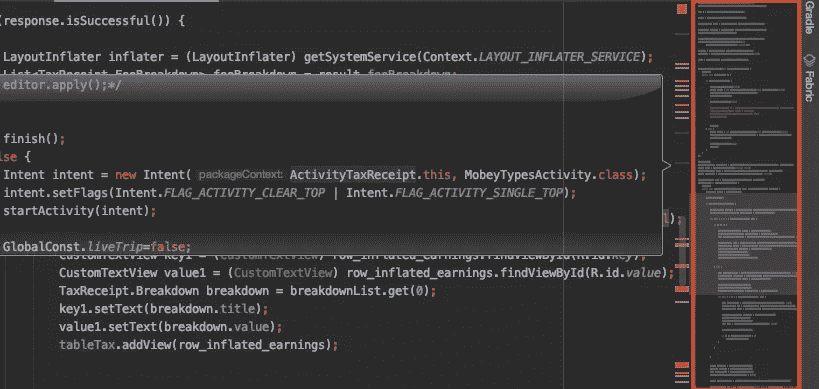 (response.isSuccessful()) {
LayoutInflater inflater = (LayoutInflater) getSystemService(Context.LAYOUT_INFLATER_SERVICE);
List<TaxReceipt.FeeBreakdown> feeBreakdown = result.feeBreakdown;
editor.apply();*/
finish();
lse {
Intent intent = new Intent( packageContext: ActivityTaxReceipt.this, MobeyTypesActivity.class);
intent.setFlags(Intent.FLAG_ACTIVITY_CLEAR_TOP | Intent.FLAG_ACTIVITY_SINGLE_TOP);
startActivity(intent);
l);
GlobalConst.liveTrip=false;
CustomTextView key1 = (CustomTextView) row_inflated_earnings.findViewById(R.id.key);
CustomTextView value1 = (CustomTextView) row_inflated_earnings.findViewById(R.id.value);
TaxReceipt.Breakdown breakdown = breakdownList.get(0);
key1.setText(breakdown.title);
value1.setText(breakdown.value);
tableTax.addView(row_inflated_earnings);
Gradle
Fabric